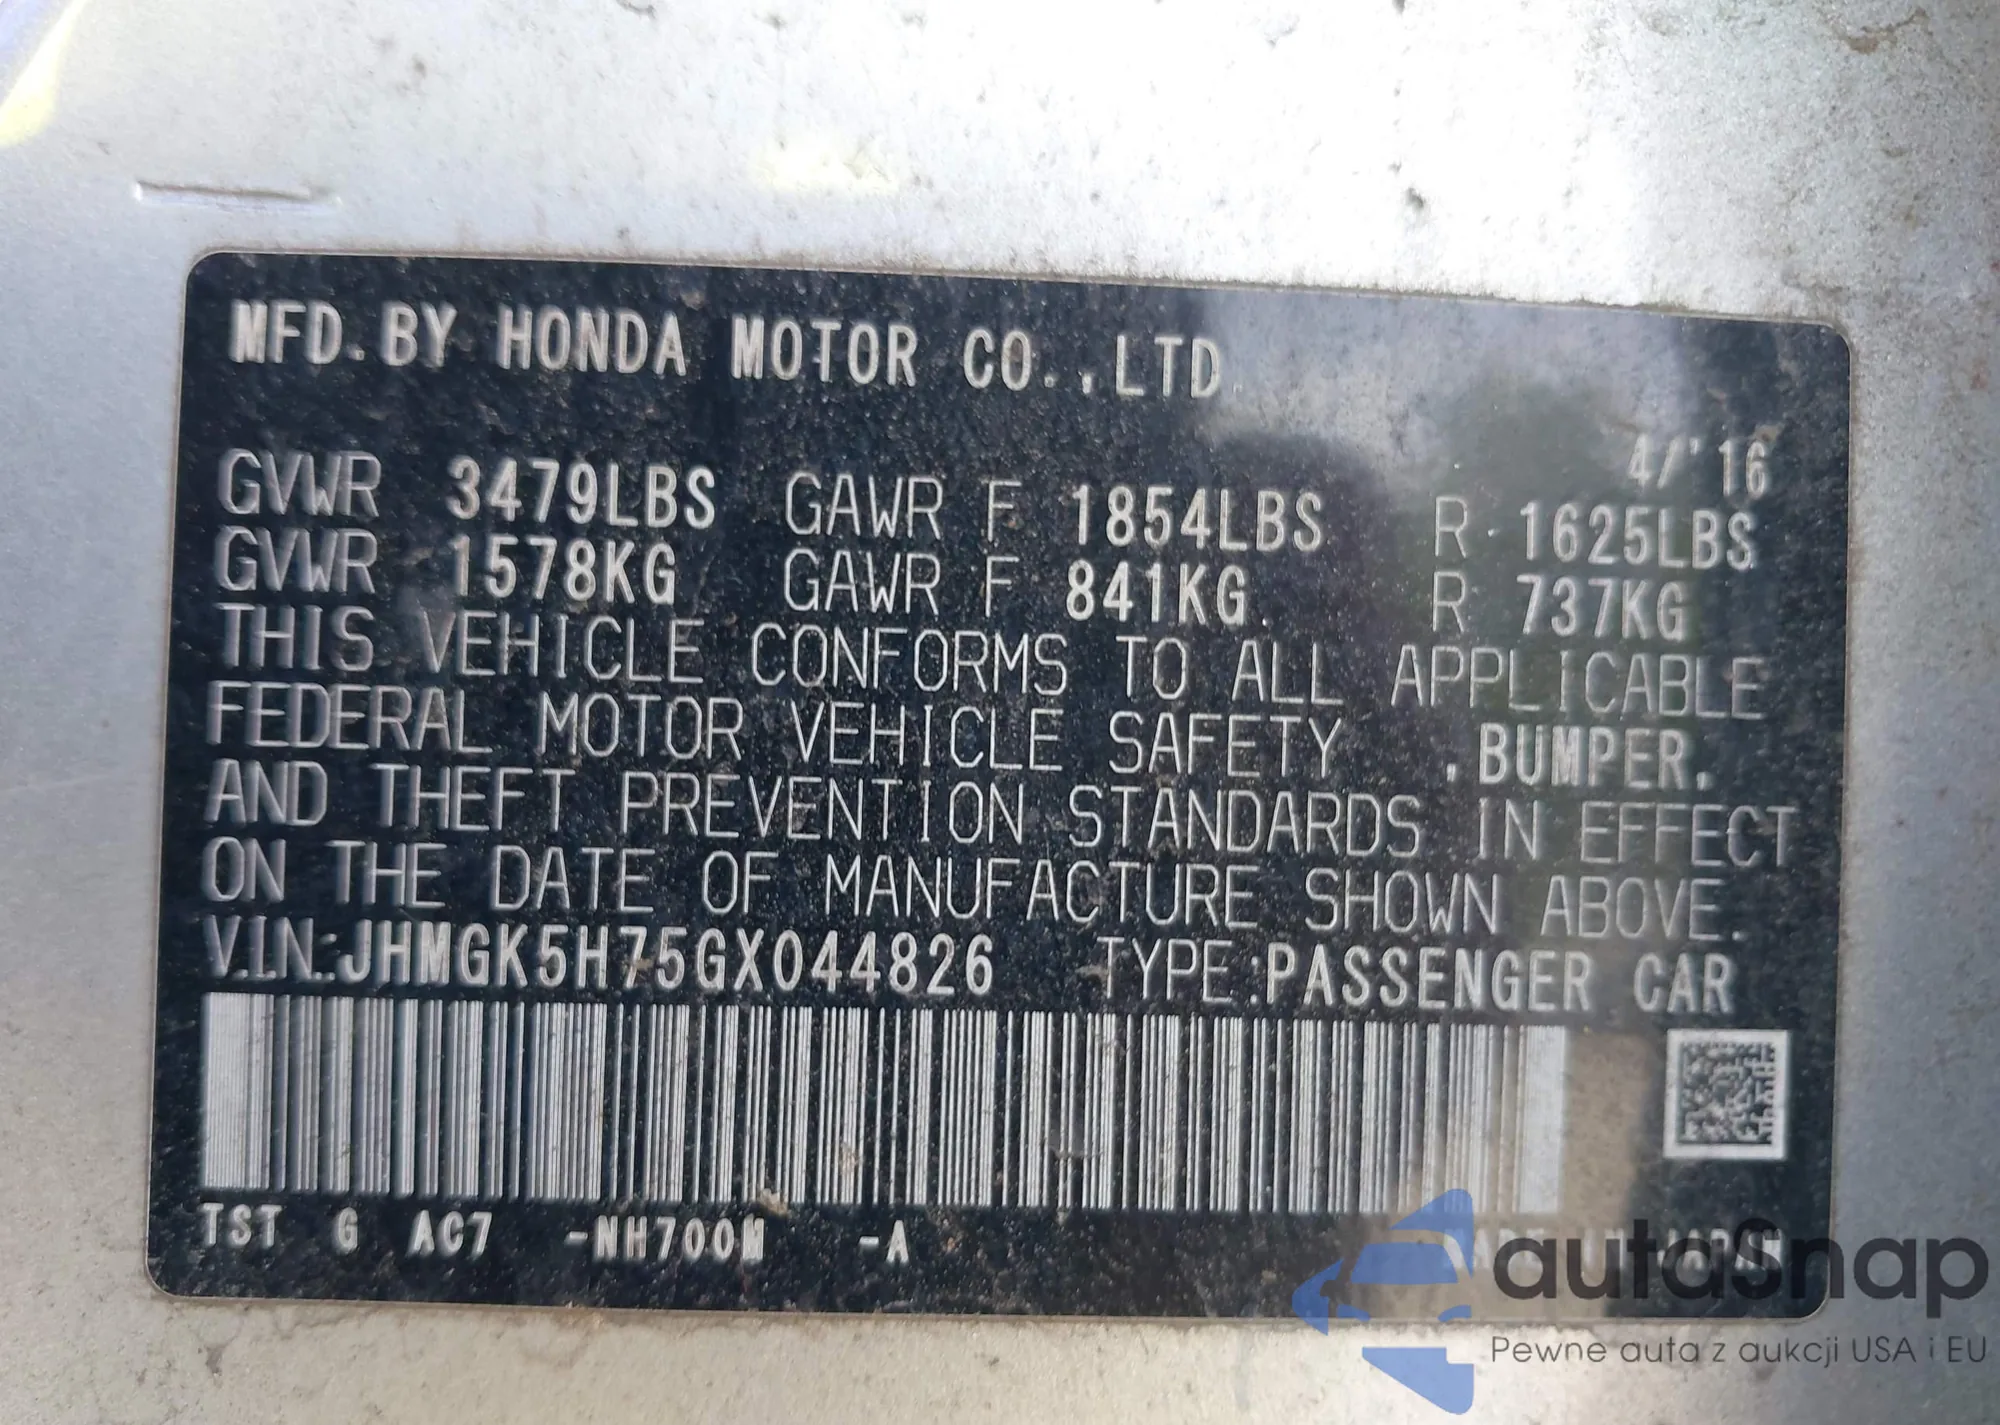 MFD.BY HONDA MOTOR CO.,LTD.
4/'16
GVWR 3479LBS GAWR F 1854LBS R 1625LBS
GVWR 1578KG GAWR F 841KG R 737KG
THIS VEHICLE CONFORMS TO ALL APPLICABLE
FEDERAL MOTOR VEHICLE SAFETY ,BUMPER,
AND THEFT PREVENTION STANDARDS IN EFFECT
ON THE DATE OF MANUFACTURE SHOWN ABOVE.
V.I.N.:JHMGK5H75GX044826 TYPE:PASSENGER CAR
TST G AC7 -NH700M -A
JAPAN
autaSnap
Pewne auta z aukcji USA i EU